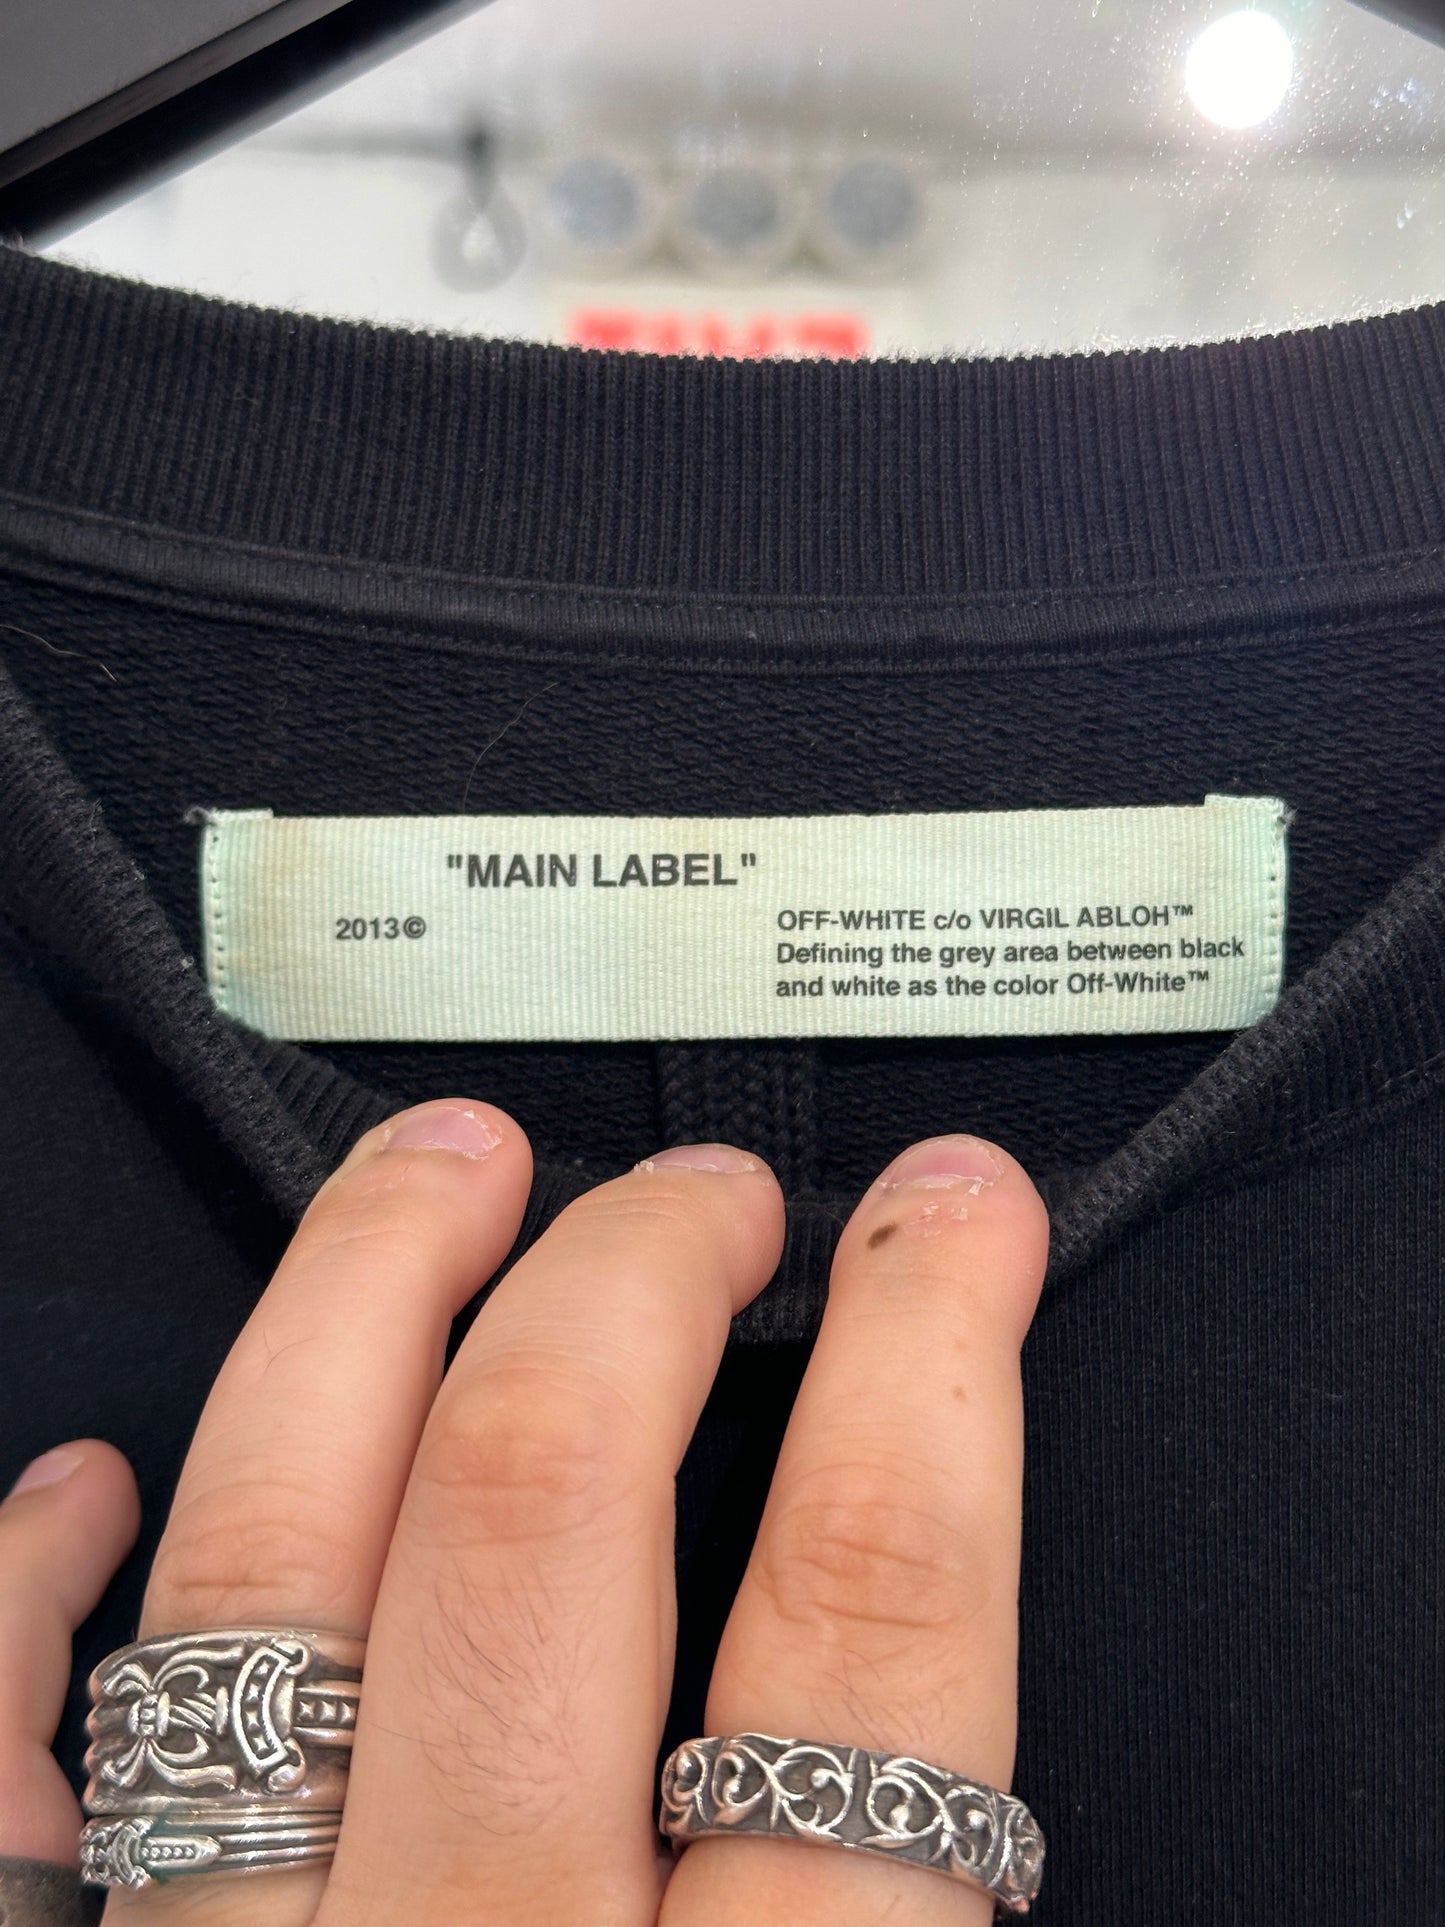 "MAIN LABEL"
2013©
OFF-WHITE c/o VIRGIL ABLOH™
Defining the grey area between black
and white as the color Off-White™